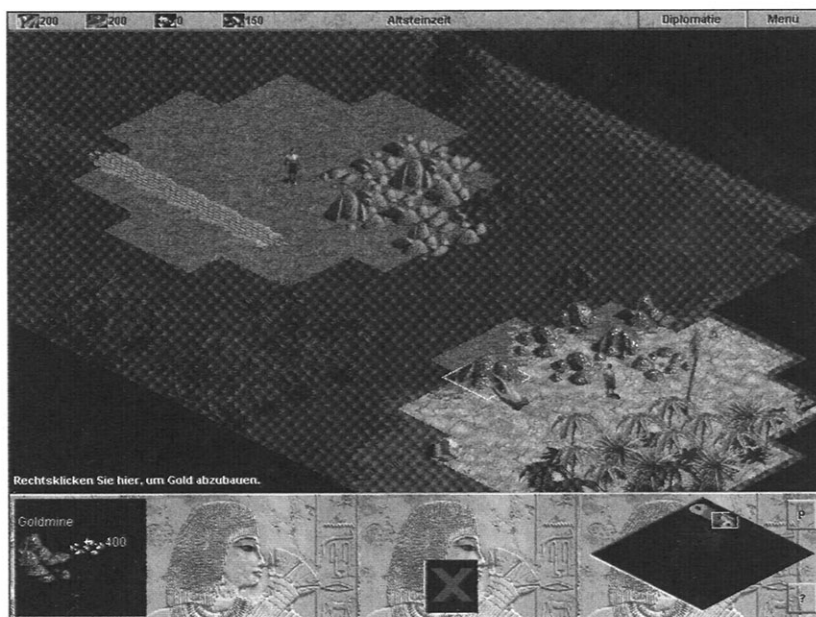 200 200 0 150 Altsteinzeit Diplomatie Menu
Rechtsklicken Sie hier, um Gold abzubauen.
Goldmine
400
P
?